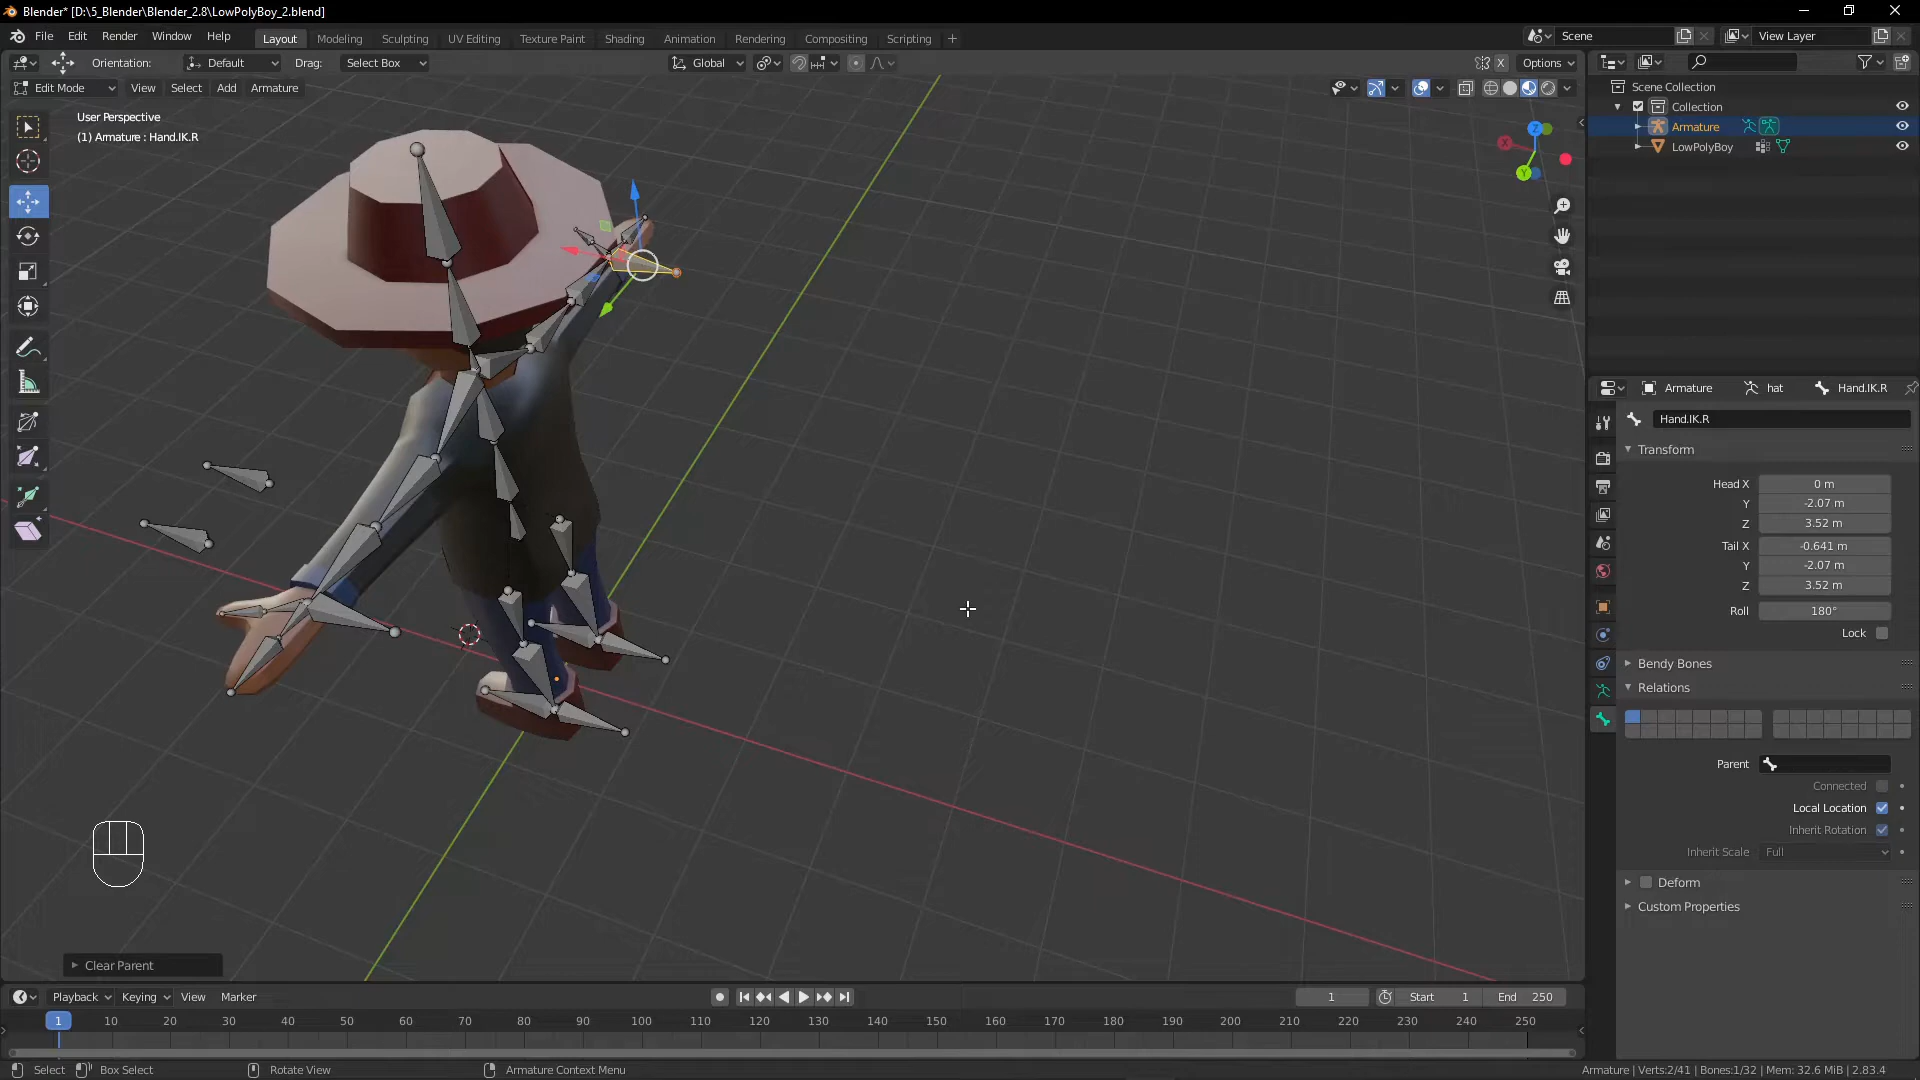 Blender* [D:\5_Blender\Blender_2.8\LowPolyBoy_2.blend]
File Edit Render Window Help Layout Modeling Sculpting UV Editing Texture Paint Shading Animation Rendering Compositing Scripting + Scene View Layer
Orientation: Default Drag: Select Box Global X Options
Edit Mode View Select Add Armature
User Perspective
(1) Armature : Hand.IK.R
Z
X
Y
Scene Collection
Collection
Armature
LowPolyBoy
Armature hat Hand.IK.R
Hand.IK.R
Transform
Head X 0 m
Y -2.07 m
Z 3.52 m
Tail X -0.641 m
Y -2.07 m
Z 3.52 m
Roll 180°
Lock
Bendy Bones
Relations
Parent
Connected
Local Location
Inherit Rotation
Inherit Scale Full
Deform
Custom Properties
Clear Parent
Playback Keying View Marker 1 Start 1 End 250
1 10 20 30 40 50 60 70 80 90 100 110 120 130 140 150 160 170 180 190 200 210 220 230 240 250
Select Box Select Rotate View Armature Context Menu Armature | Verts:2/41 | Bones:1/32 | Mem: 32.6 MiB | 2.83.4